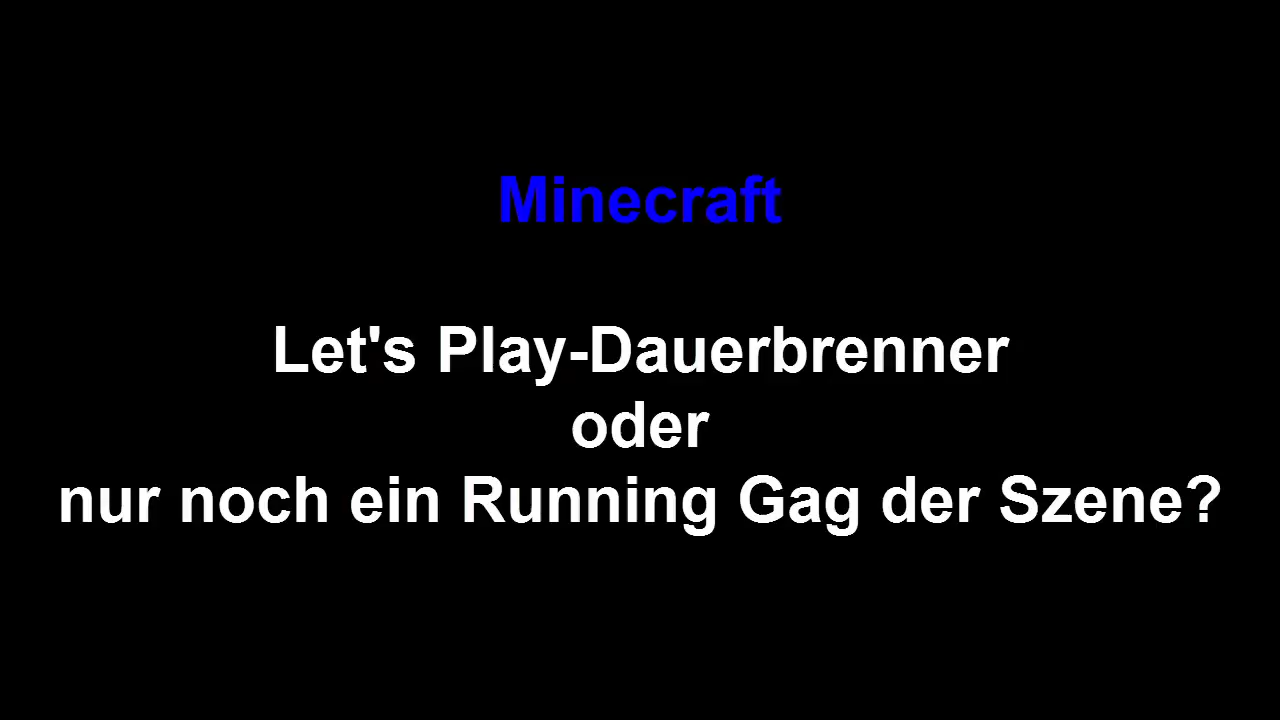 Minecraft
Let's Play-Dauerbrenner
oder
nur noch ein Running Gag der Szene?